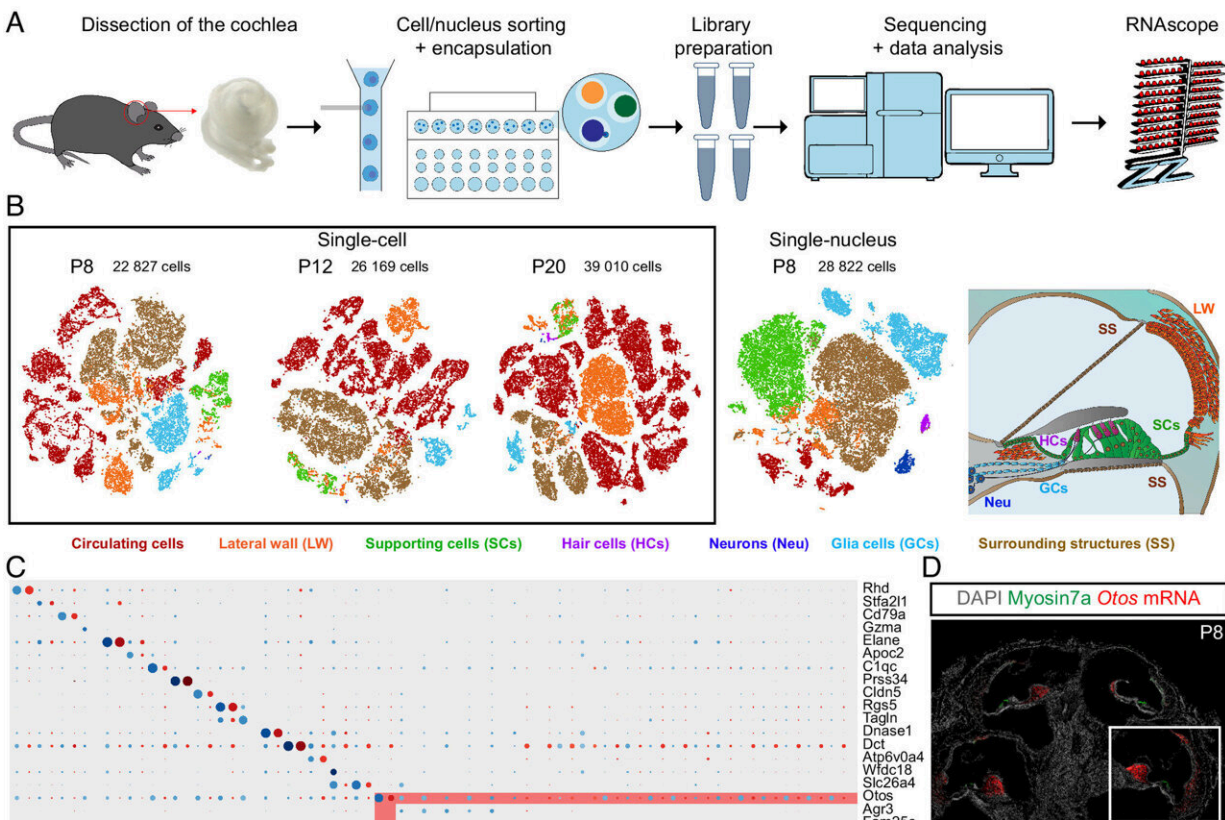 A
Dissection of the cochlea
Cell/nucleus sorting
+ encapsulation
Library
preparation
Sequencing
+ data analysis
RNAscope
B
Single-cell
P8 22 827 cells
P12 26 169 cells
P20 39 010 cells
Single-nucleus
P8 28 822 cells
LW
SS
SCs
HCs
SS
GCs
Neu
Circulating cells
Lateral wall (LW)
Supporting cells (SCs)
Hair cells (HCs)
Neurons (Neu)
Glia cells (GCs)
Surrounding structures (SS)
C
Rhd
Stfa2l1
Cd79a
Gzma
Elane
Apoc2
C1qc
Prss34
Cldn5
Rgs5
Tagln
Dnase1
Dct
Atp6v0a4
Wfdc18
Slc26a4
Otos
Agr3
D
DAPI Myosin7a Otos mRNA
P8